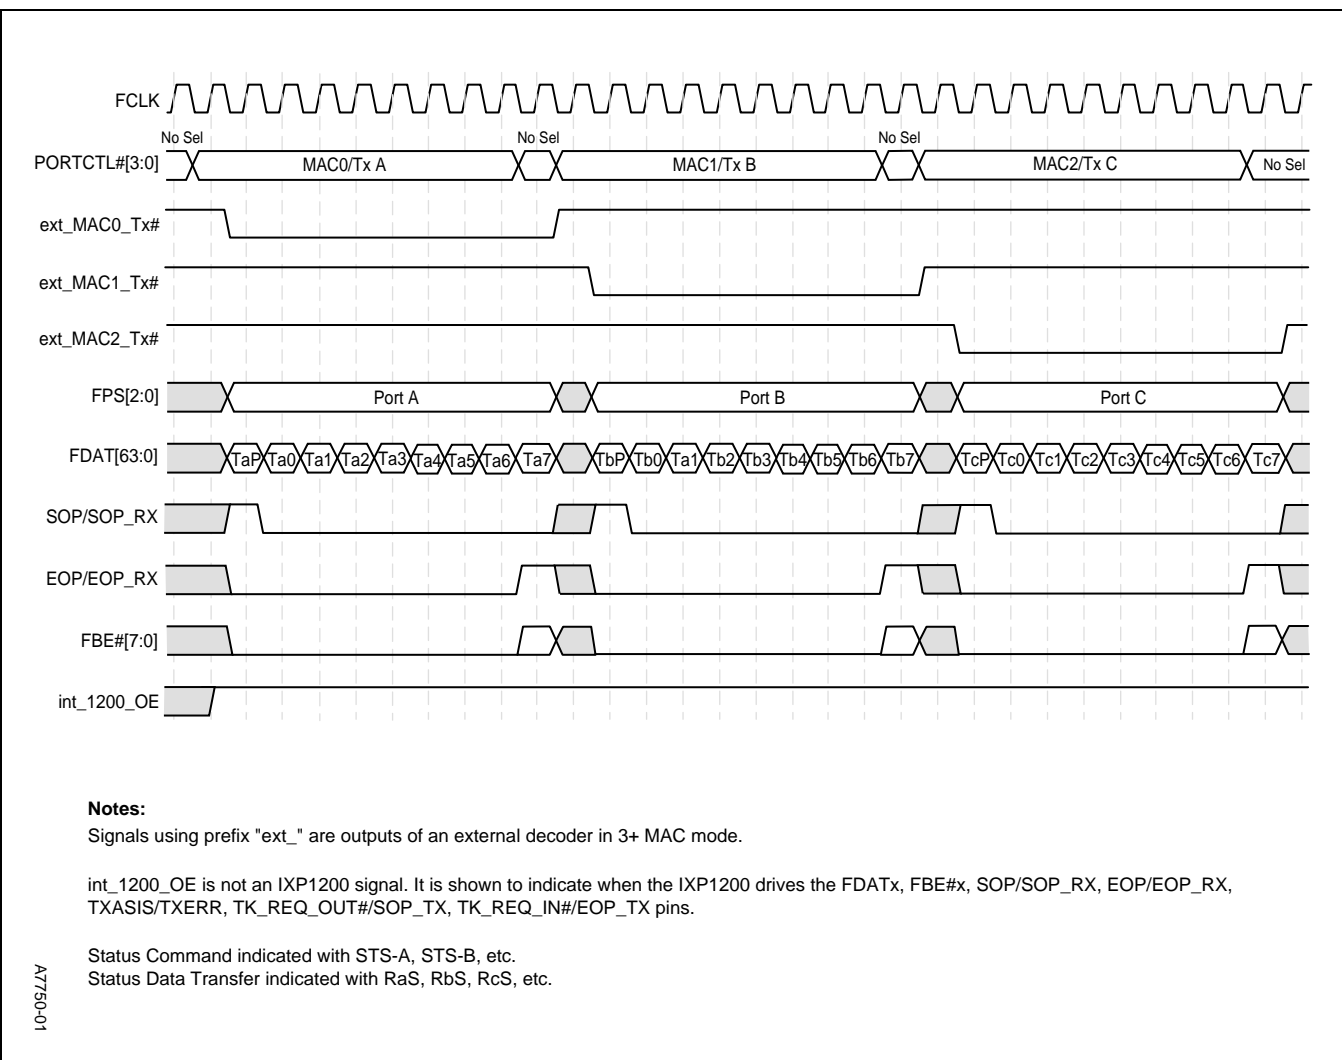 FCLK
No Sel No Sel No Sel
PORTCTL#[3:0] MAC0/Tx A MAC1/Tx B MAC2/Tx C No Sel
ext_MAC0_Tx#
ext_MAC1_Tx#
ext_MAC2_Tx#
FPS[2:0] Port A Port B Port C
FDAT[63:0] TaP Ta0 Ta1 Ta2 Ta3 Ta4 Ta5 Ta6 Ta7 TbP Tb0 Ta1 Tb2 Tb3 Tb4 Tb5 Tb6 Tb7 TcP Tc0 Tc1 Tc2 Tc3 Tc4 Tc5 Tc6 Tc7
SOP/SOP_RX
EOP/EOP_RX
FBE#[7:0]
int_1200_OE
Notes:
Signals using prefix "ext_" are outputs of an external decoder in 3+ MAC mode.
int_1200_OE is not an IXP1200 signal. It is shown to indicate when the IXP1200 drives the FDATx, FBE#x, SOP/SOP_RX, EOP/EOP_RX,
TXASIS/TXERR, TK_REQ_OUT#/SOP_TX, TK_REQ_IN#/EOP_TX pins.
Status Command indicated with STS-A, STS-B, etc.
Status Data Transfer indicated with RaS, RbS, RcS, etc.
A7750-01